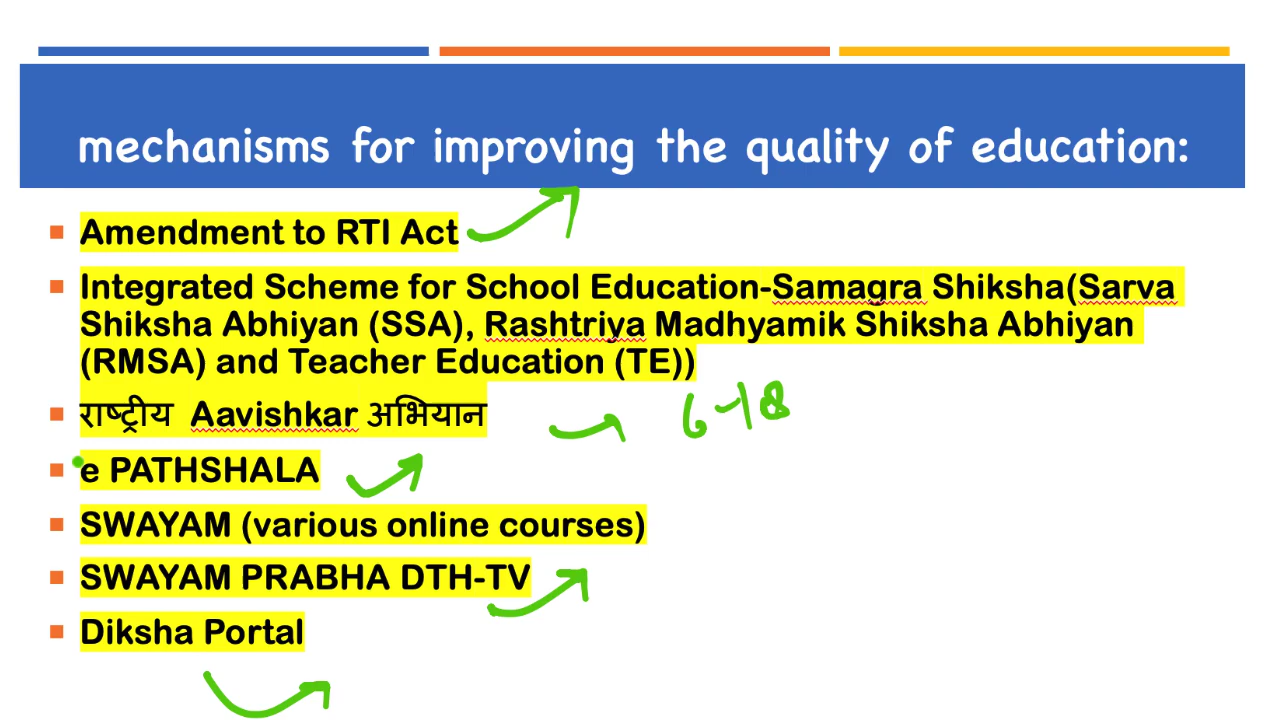 mechanisms for improving the quality of education:
Amendment to RTI Act
Integrated Scheme for School Education-Samagra Shiksha(Sarva
Shiksha Abhiyan (SSA), Rashtriya Madhyamik Shiksha Abhiyan
(RMSA) and Teacher Education (TE))
राष्ट्रीय Aavishkar अभियान
6-18
e PATHSHALA
SWAYAM (various online courses)
SWAYAM PRABHA DTH-TV
Diksha Portal